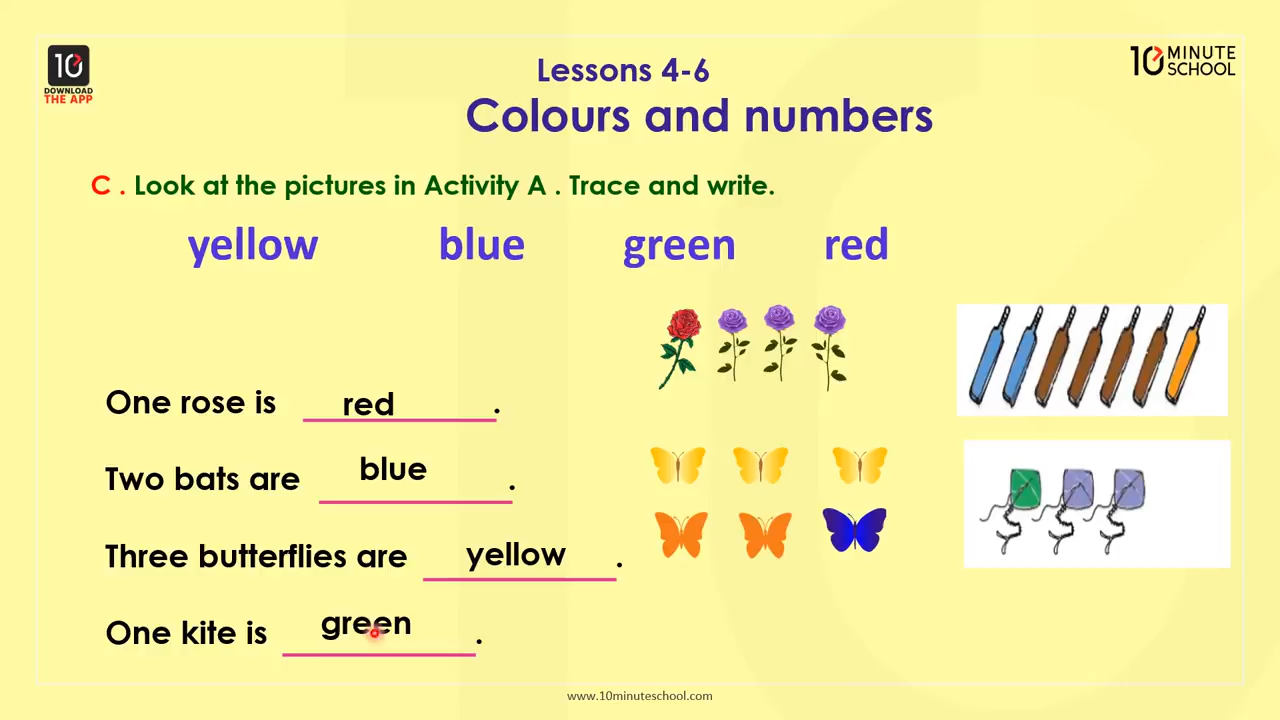 10
DOWNLOAD
THE APP
10 MINUTE
SCHOOL
Lessons 4-6
Colours and numbers
C . Look at the pictures in Activity A . Trace and write.
yellow blue green red
One rose is red .
Two bats are blue .
Three butterflies are yellow .
One kite is green .
www.10minuteschool.com